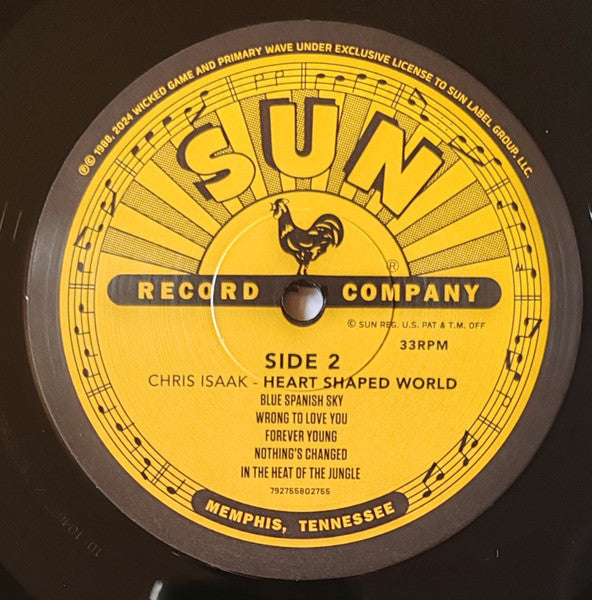 ℗© 1988, 2024 WICKED GAME AND PRIMARY WAVE UNDER EXCLUSIVE LICENSE TO SUN LABEL GROUP, LLC.
SUN
®
RECORD COMPANY
© SUN REG. U.S. PAT & T.M. OFF
33RPM
SIDE 2
CHRIS ISAAK - HEART SHAPED WORLD
BLUE SPANISH SKY
WRONG TO LOVE YOU
FOREVER YOUNG
NOTHING'S CHANGED
IN THE HEAT OF THE JUNGLE
792755802755
MEMPHIS, TENNESSEE